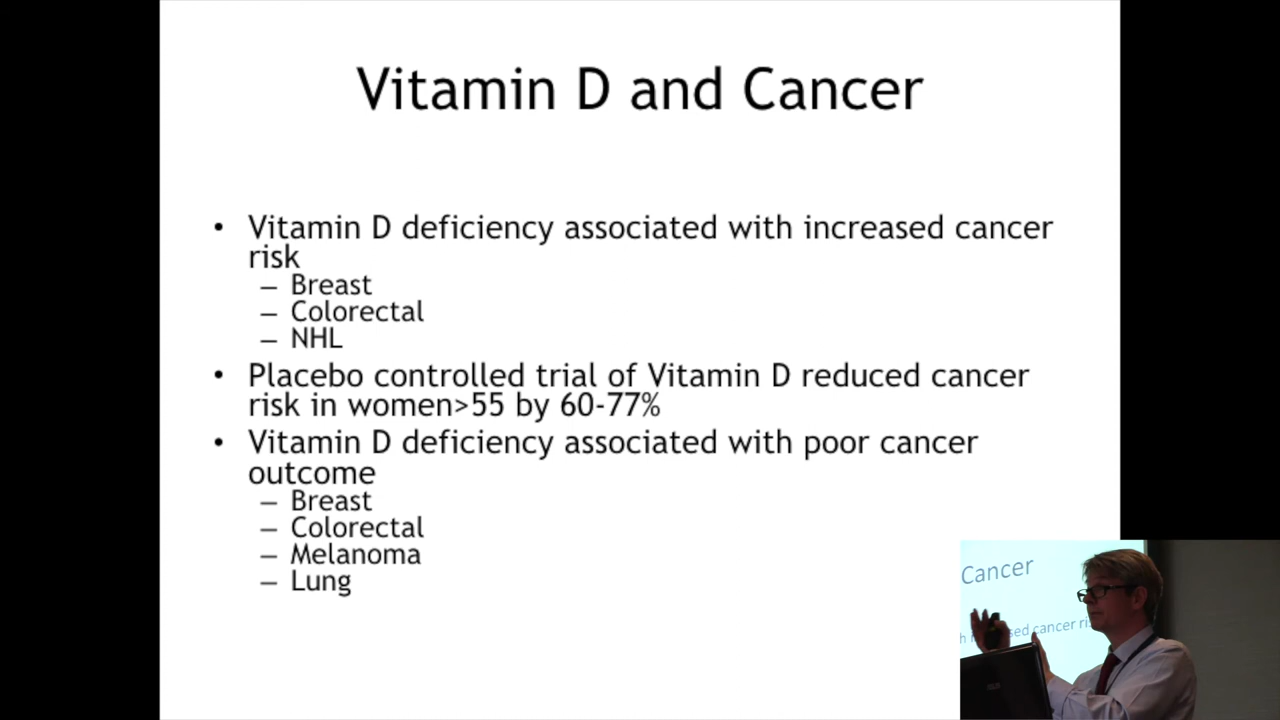 Vitamin D and Cancer
• Vitamin D deficiency associated with increased cancer
risk
– Breast
– Colorectal
– NHL
• Placebo controlled trial of Vitamin D reduced cancer
risk in women>55 by 60-77%
• Vitamin D deficiency associated with poor cancer
outcome
– Breast
– Colorectal
– Melanoma
– Lung
Cancer
cancer